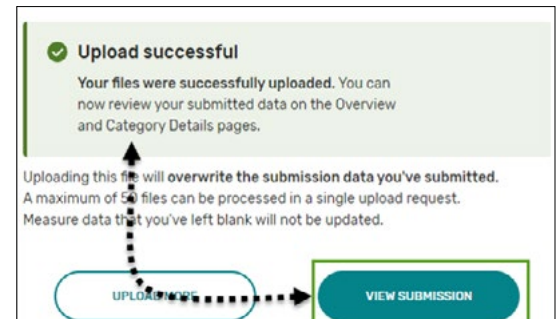 Upload successful
Your files were successfully uploaded. You can
now review your submitted data on the Overview
and Category Details pages.
Uploading this file will overwrite the submission data you've submitted.
A maximum of 50 files can be processed in a single upload request.
Measure data that you've left blank will not be updated.
UPLOAD MORE
VIEW SUBMISSION